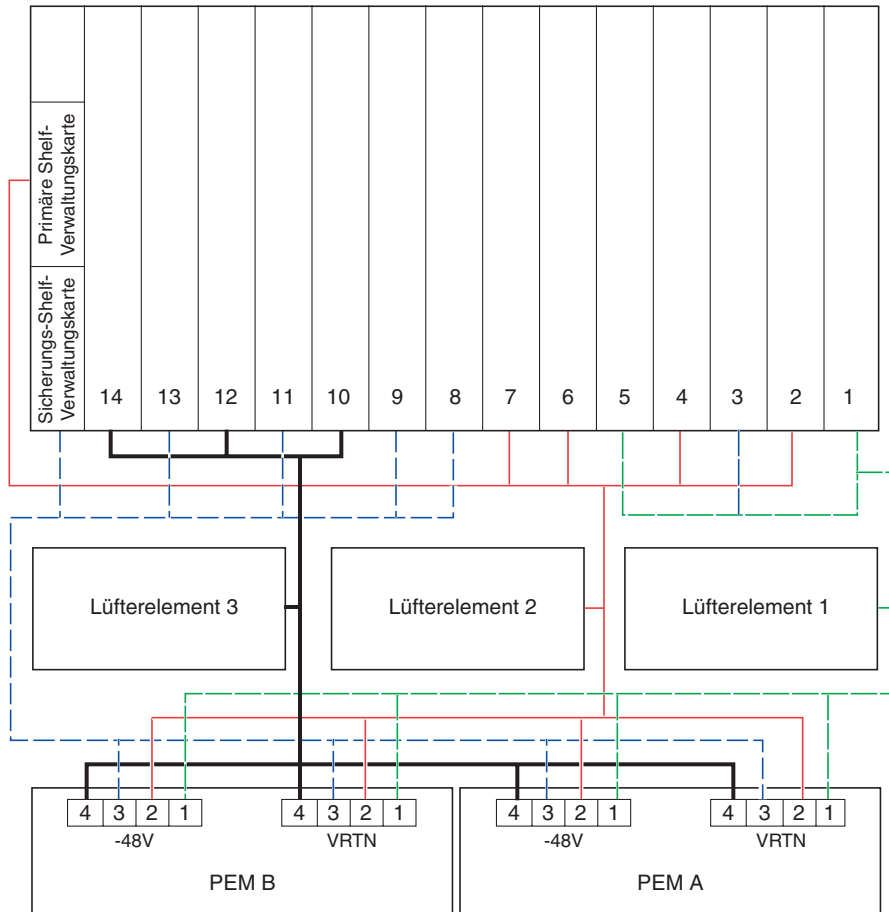 Primäre Shelf-
Verwaltungskarte
Sicherungs-Shelf-
Verwaltungskarte
14 13 12 11 10 9 8 7 6 5 4 3 2 1
Lüfterelement 3 Lüfterelement 2 Lüfterelement 1
4 3 2 1 4 3 2 1 4 3 2 1 4 3 2 1
-48V VRTN -48V VRTN
PEM B PEM A